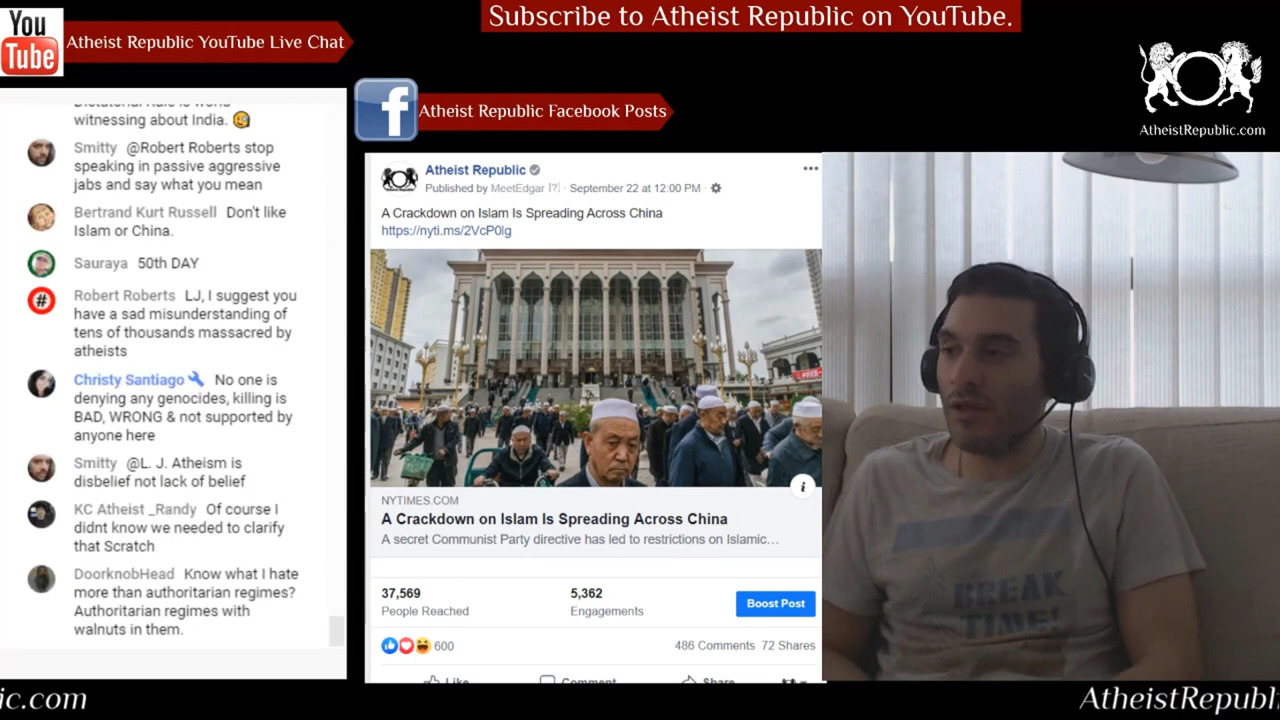 Subscribe to Atheist Republic on YouTube.
You
Tube
Atheist Republic YouTube Live Chat
AtheistRepublic.com
Atheist Republic Facebook Posts
witnessing about India.
Smitty @Robert Roberts stop
speaking in passive aggressive
jabs and say what you mean
Bertrand Kurt Russell Don't like
Islam or China.
Sauraya 50th DAY
#
Robert Roberts LJ, I suggest you
have a sad misunderstanding of
tens of thousands massacred by
atheists
Christy Santiago No one is
denying any genocides, killing is
BAD, WRONG & not supported by
anyone here
Smitty @L. J. Atheism is
disbelief not lack of belief
KC Atheist _Randy Of course I
didnt know we needed to clarify
that Scratch
DoorknobHead Know what I hate
more than authoritarian regimes?
Authoritarian regimes with
walnuts in them.
f
Atheist Republic
Published by MeetEdgar [?] · September 22 at 12:00 PM ·
A Crackdown on Islam Is Spreading Across China
https://nyti.ms/2VcP0lg
i
NYTIMES.COM
A Crackdown on Islam Is Spreading Across China
A secret Communist Party directive has led to restrictions on Islamic…
37,569
People Reached
5,362
Engagements
Boost Post
600
486 Comments 72 Shares
Like
Comment
Share
BREAK
TIME!
ic.com
AtheistRepubli